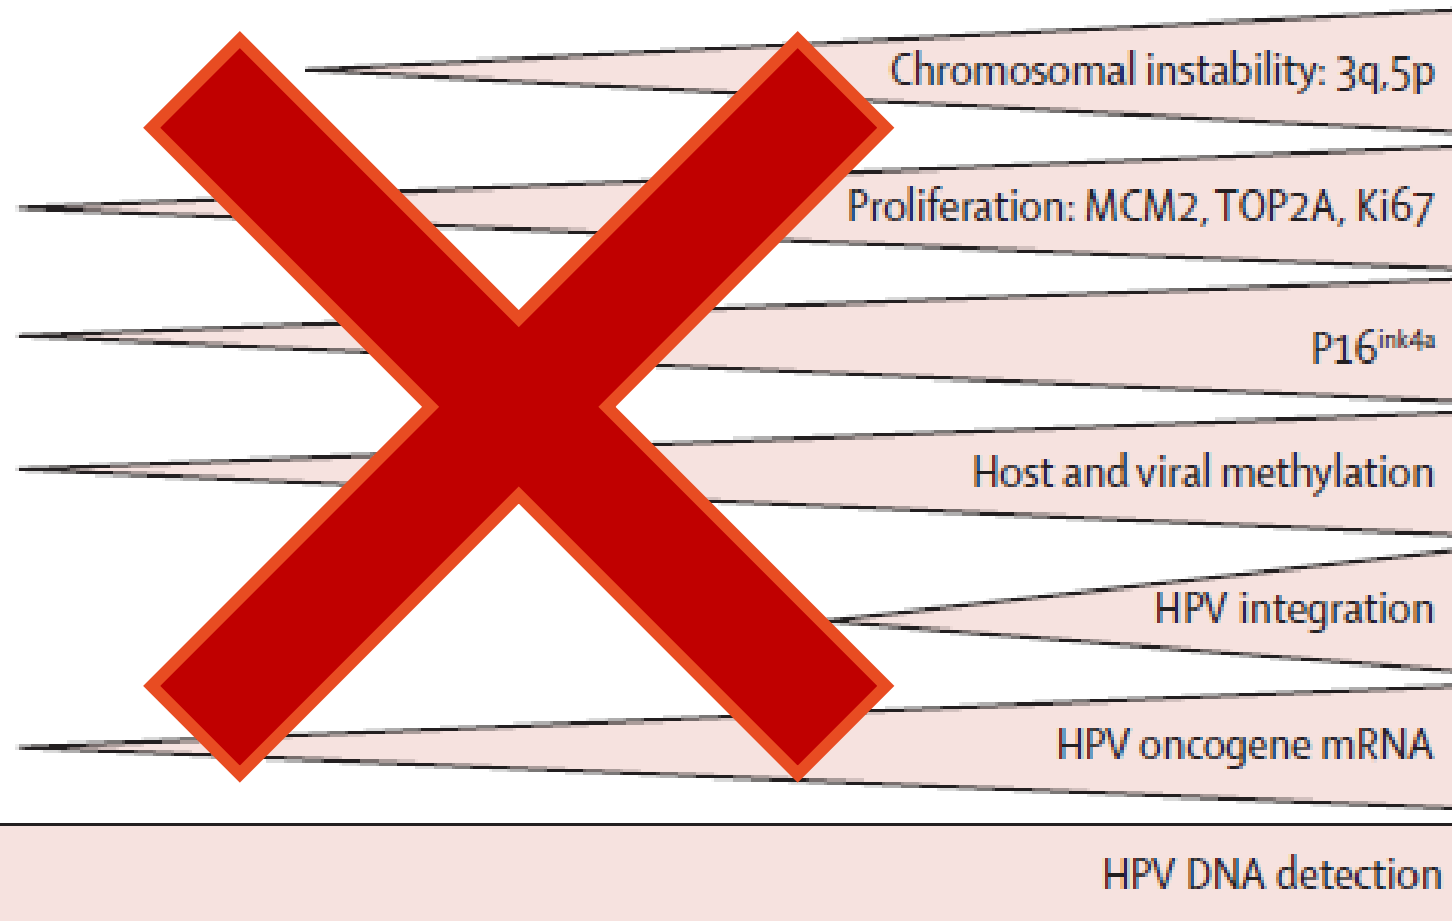 Chromosomal instability: 3q,5p
Proliferation: MCM2, TOP2A, Ki67
P16ink4a
Host and viral methylation
HPV integration
HPV oncogene mRNA
HPV DNA detection